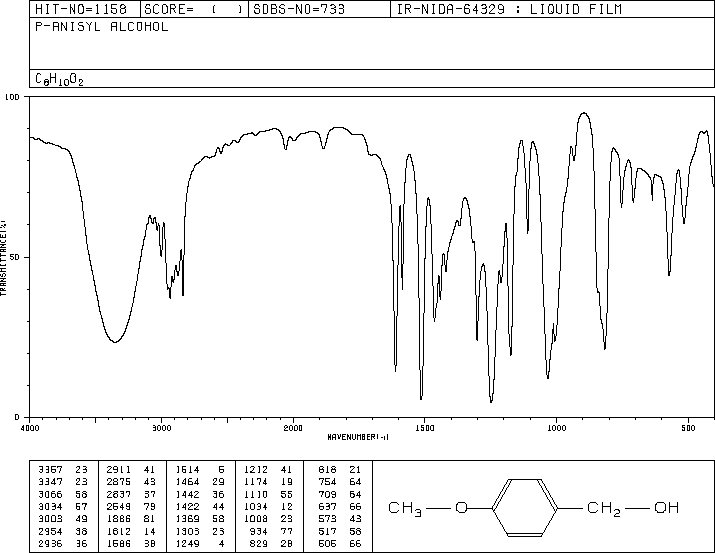 HIT-NO=1158 SCORE= ( ) SDBS-NO=733 IR-NIDA-64329 : LIQUID FILM
P-ANISYL ALCOHOL
C8H10O2
100
50
0
TRANSMITTANCE(%)
4000 3000 2000 1500 1000 500
WAVENUMBER(-1)
3367 23 2911 41 1614 5 1212 41 818 21
3347 23 2875 43 1464 29 1174 19 754 64
3066 58 2837 37 1442 36 1110 55 709 64
3034 57 2549 79 1422 44 1034 12 637 66
3003 49 1886 81 1369 58 1008 23 573 43
2954 38 1612 14 1303 23 934 77 517 58
2936 36 1586 38 1249 4 829 28 505 66
CH3 O CH2 OH